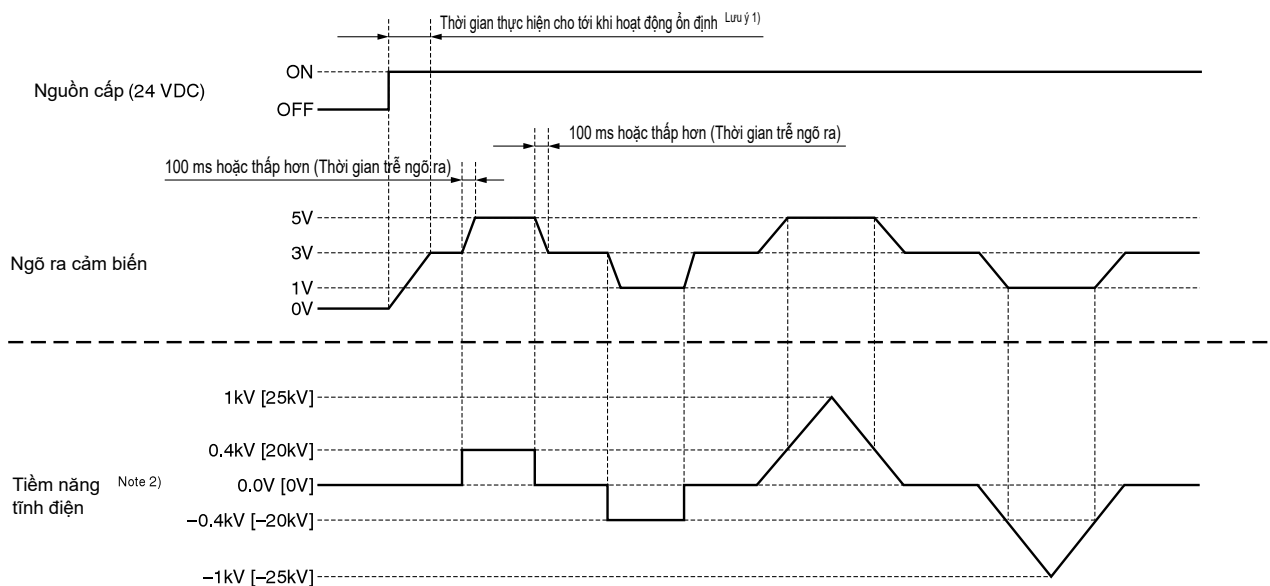 Thời gian thực hiện cho tới khi hoạt động ổn định Lưu ý 1)
ON
Nguồn cấp (24 VDC)
OFF
100 ms hoặc thấp hơn (Thời gian trễ ngõ ra)
100 ms hoặc thấp hơn (Thời gian trễ ngõ ra)
5V
3V
Ngõ ra cảm biến
1V
0V
1kV [25kV]
0.4kV [20kV]
Tiềm năng Note 2)
tĩnh điện
0.0V [0V]
−0.4kV [−20kV]
−1kV [−25kV]